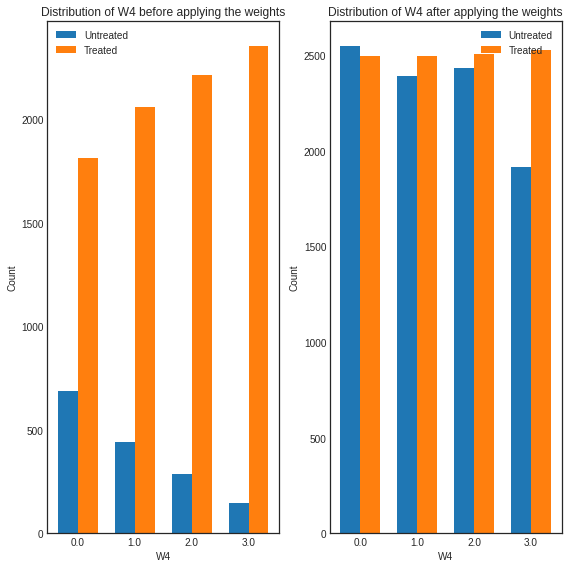 Distribution of W4 before applying the weights
Untreated
Treated
2000
1500
1000
500
0
Count
0.0 1.0 2.0 3.0
W4
Distribution of W4 after applying the weights
Untreated
Treated
2500
2000
1500
1000
500
0
Count
0.0 1.0 2.0 3.0
W4